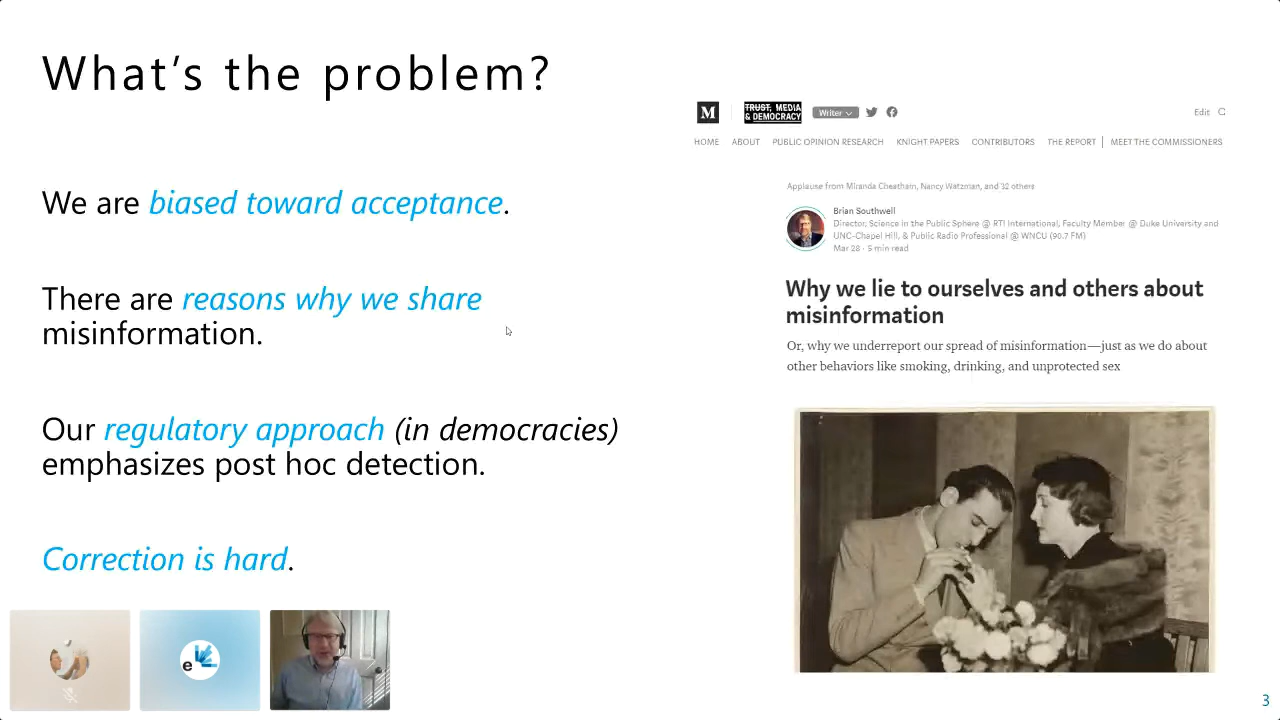 What's the problem?
We are biased toward acceptance.
There are reasons why we share
misinformation.
Our regulatory approach (in democracies)
emphasizes post hoc detection.
Correction is hard.
M
TRUST, MEDIA
& DEMOCRACY
Writer
Edit
HOME ABOUT PUBLIC OPINION RESEARCH KNIGHT PAPERS CONTRIBUTORS THE REPORT MEET THE COMMISSIONERS
Applause from Miranda Cheatham, Nancy Watzman, and 32 others
Brian Southwell
Director, Science in the Public Sphere @ RTI International, Faculty Member @ Duke University and
UNC-Chapel Hill, & Public Radio Professional @ WNCU (90.7 FM)
Mar 28 · 5 min read
Why we lie to ourselves and others about
misinformation
Or, why we underreport our spread of misinformation—just as we do about
other behaviors like smoking, drinking, and unprotected sex
e
3